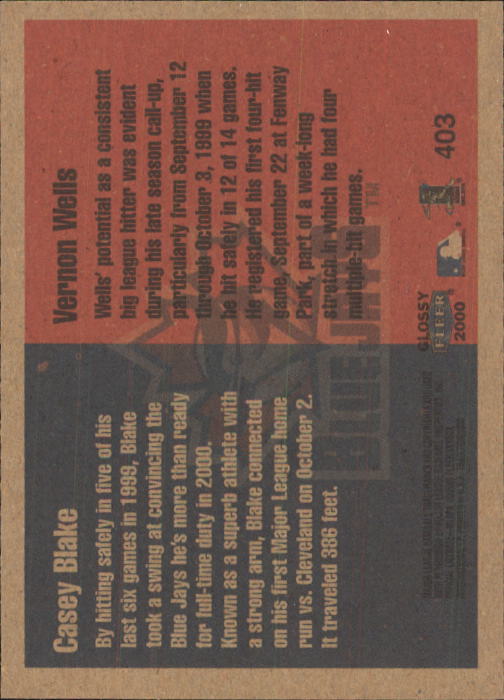 Casey Blake
By hitting safely in five of his
last six games in 1999, Blake
took a swing at convincing the
Blue Jays he's more than ready
for full-time duty in 2000.
Known as a superb athlete with
a strong arm, Blake connected
on his first Major League home
run vs. Cleveland on October 2.
It traveled 386 feet.
Vernon Wells
Wells' potential as a consistent
big league hitter was evident
during his late season call-up,
particularly from September 12
through October 3, 1999 when
he hit safely in 12 of 14 games.
He registered his first four-hit
game, September 22 at Fenway
Park, part of a week-long
stretch in which he had four
multiple-hit games.
BLUE JAYS
TM
GLOSSY
FLEER
2000
403